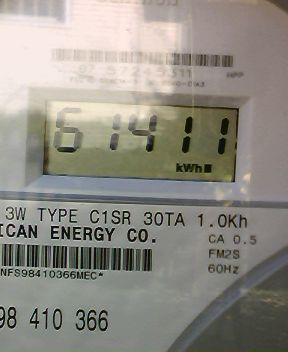 61411
kWh
3W TYPE C1SR 30TA 1.0Kh
ICAN ENERGY CO.
CA 0.5
FM2S
60Hz
NFS98410366MEC*
98 410 366